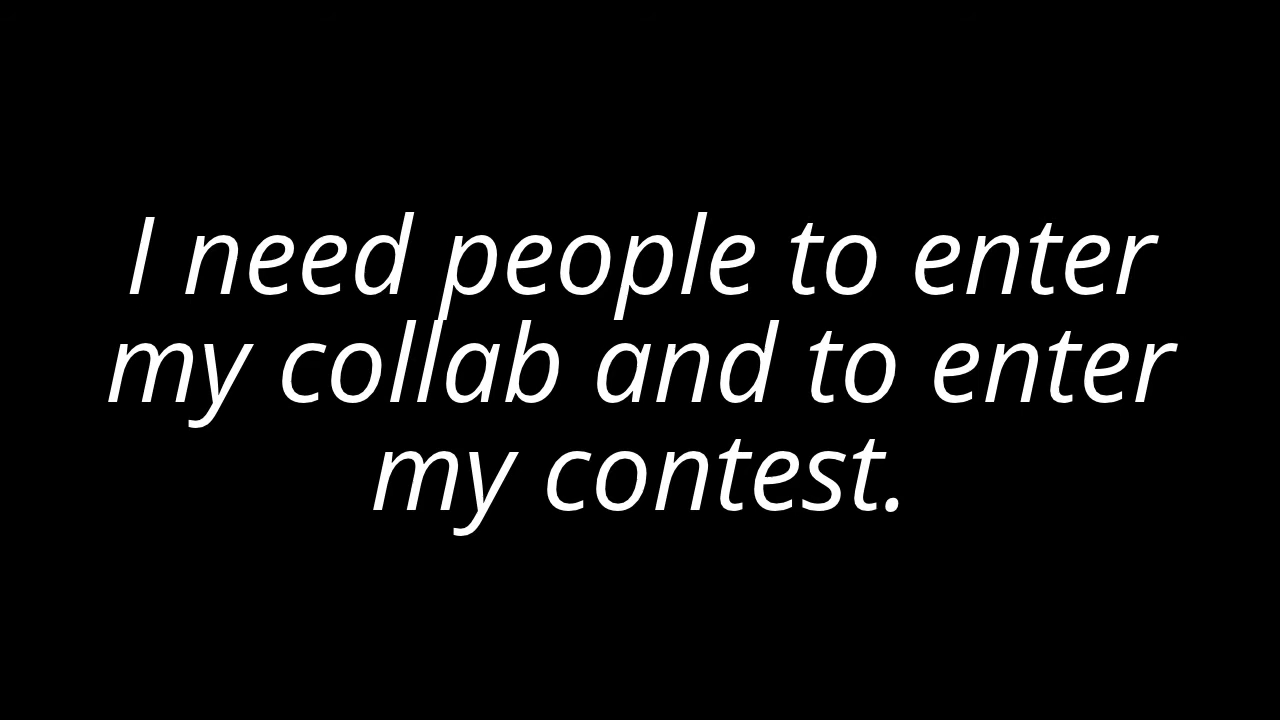 I need people to enter
my collab and to enter
my contest.